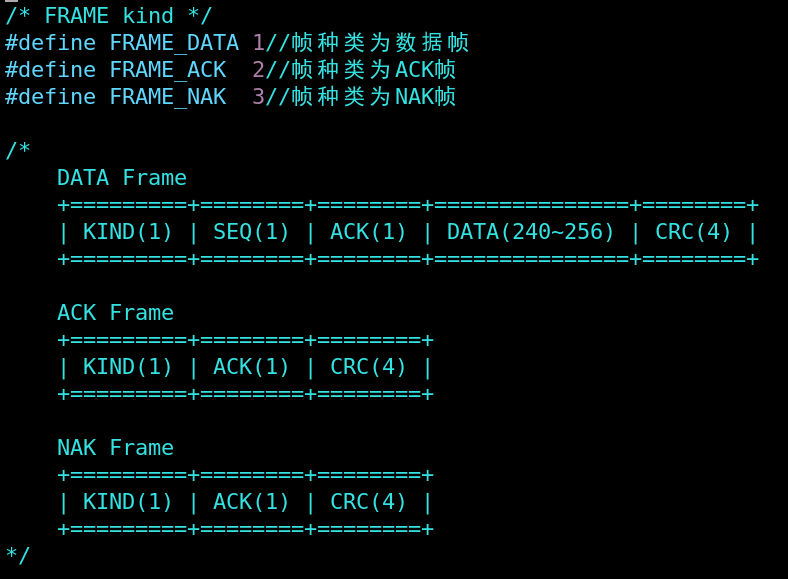 /* FRAME kind */
#define FRAME_DATA 1//帧种类为数据帧
#define FRAME_ACK  2//帧种类为ACK帧
#define FRAME_NAK  3//帧种类为NAK帧

/*
    DATA Frame
    +=========+========+========+===============+========+
    | KIND(1) | SEQ(1) | ACK(1) | DATA(240~256) | CRC(4) |
    +=========+========+========+===============+========+

    ACK Frame
    +=========+========+========+
    | KIND(1) | ACK(1) | CRC(4) |
    +=========+========+========+

    NAK Frame
    +=========+========+========+
    | KIND(1) | ACK(1) | CRC(4) |
    +=========+========+========+
*/